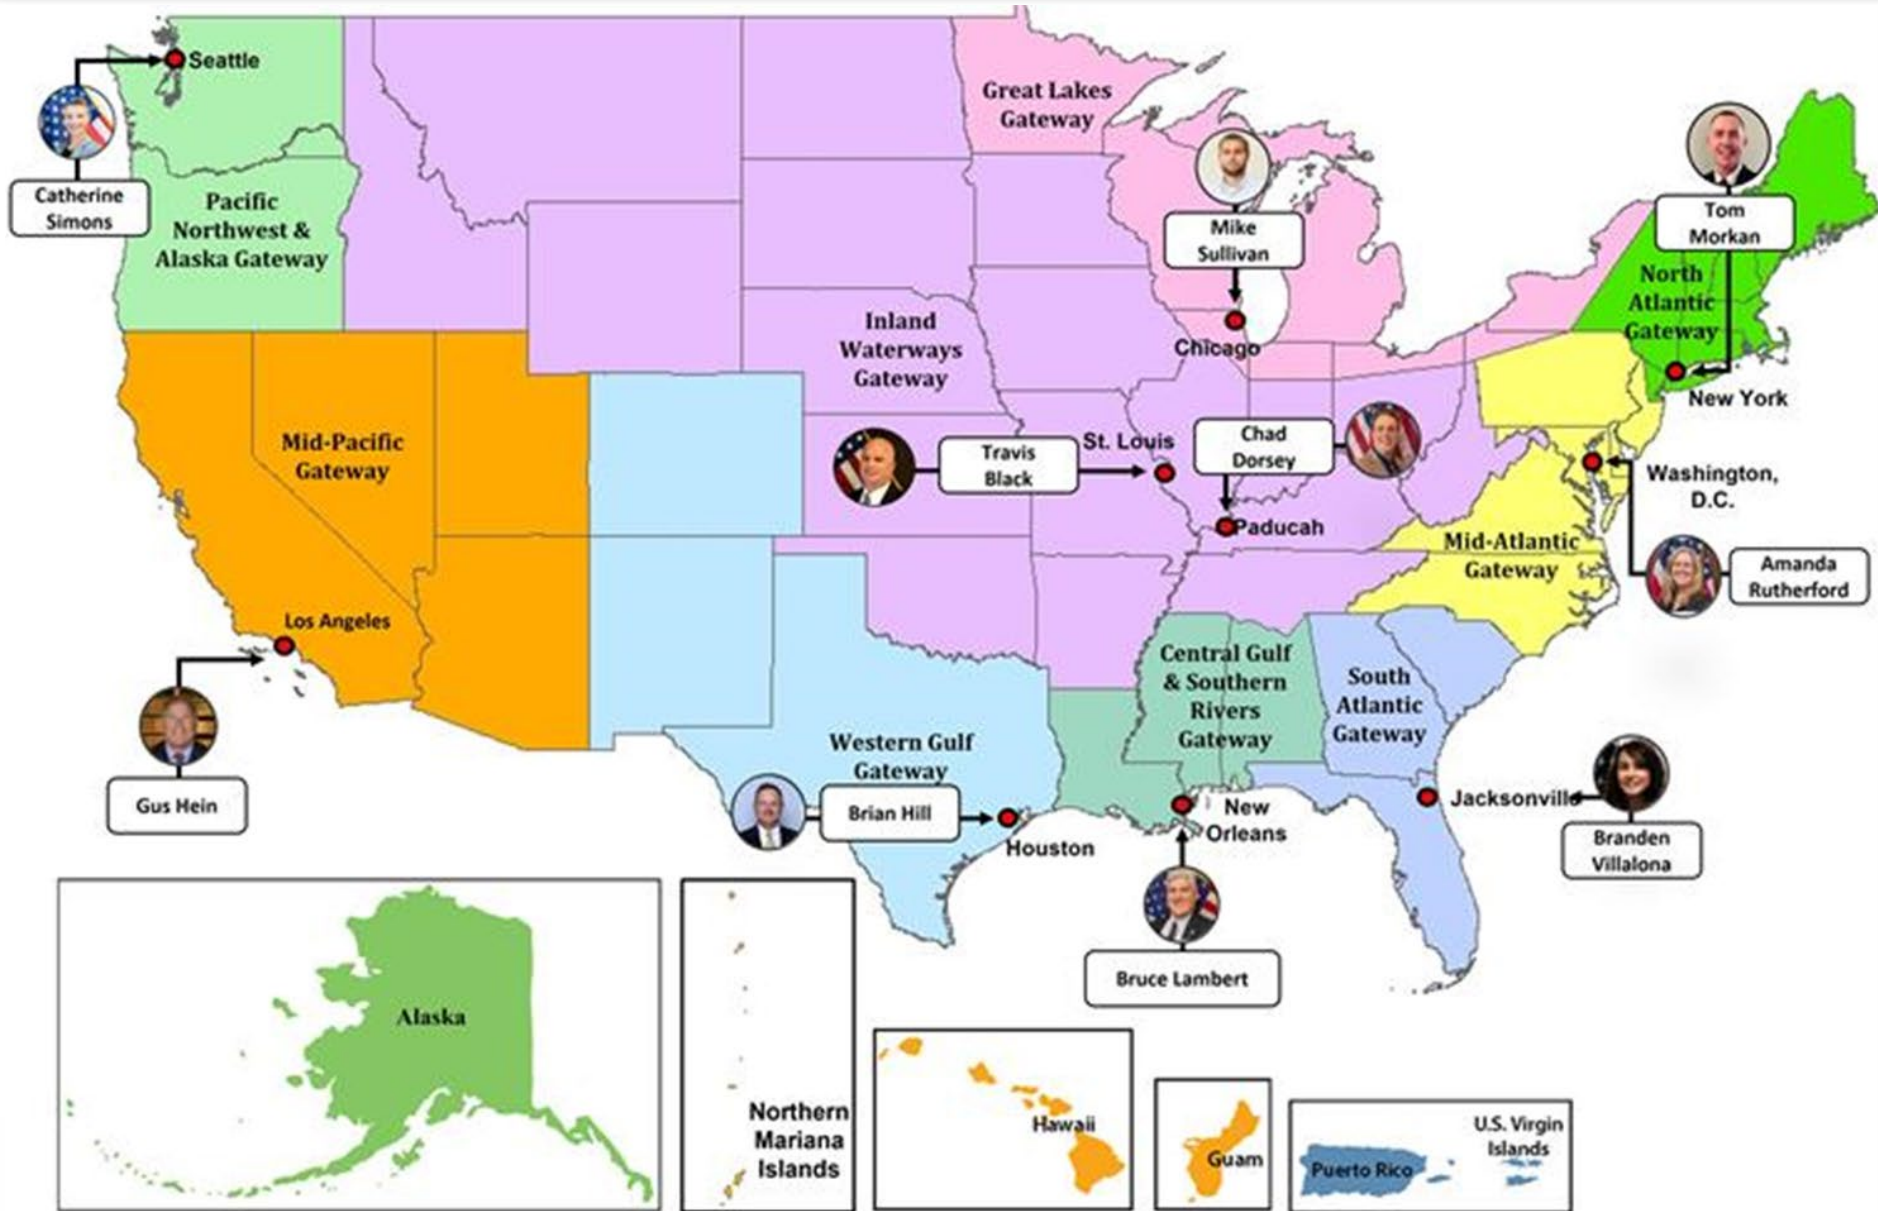 Seattle
Catherine
Simons
Pacific
Northwest &
Alaska Gateway
Great Lakes
Gateway
Mike
Sullivan
Chicago
Tom
Morkan
North
Atlantic
Gateway
New York
Inland
Waterways
Gateway
Mid-Pacific
Gateway
Travis
Black
St. Louis
Chad
Dorsey
Paducah
Washington,
D.C.
Mid-Atlantic
Gateway
Amanda
Rutherford
Los Angeles
Gus Hein
Central Gulf
& Southern
Rivers
Gateway
South
Atlantic
Gateway
Western Gulf
Gateway
Brian Hill
Houston
New
Orleans
Jacksonville
Branden
Villalona
Bruce Lambert
Alaska
Northern
Mariana
Islands
Hawaii
Guam
U.S. Virgin
Islands
Puerto Rico